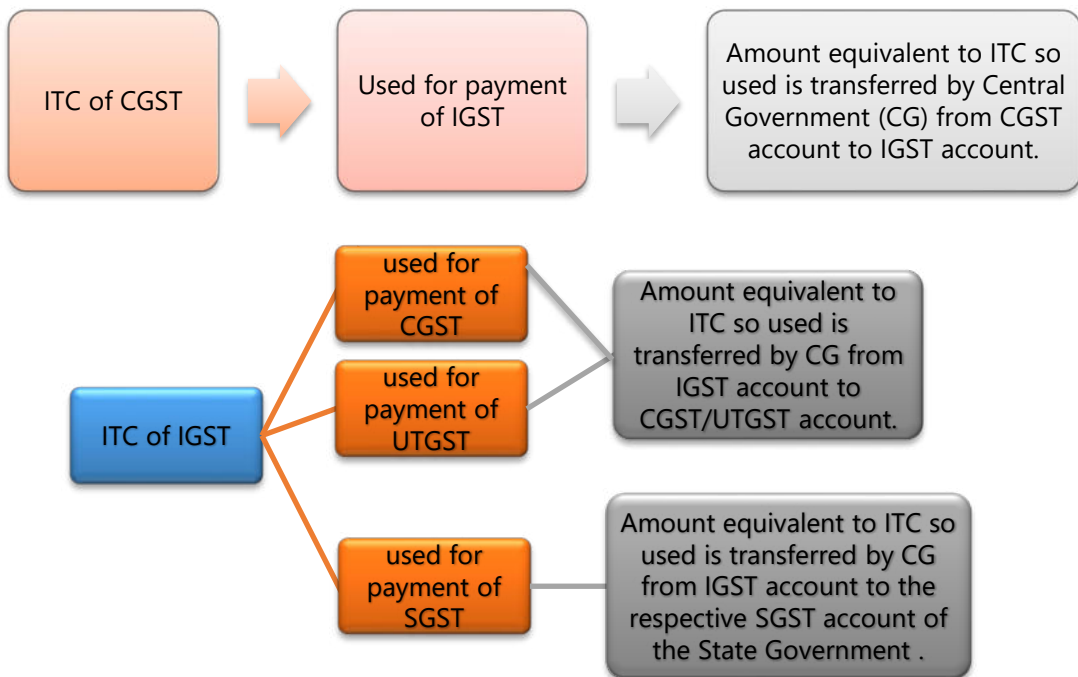 ITC of CGST
Used for payment
of IGST
Amount equivalent to ITC so
used is transferred by Central
Government (CG) from CGST
account to IGST account.
used for
payment of
CGST
Amount equivalent to
ITC so used is
transferred by CG from
IGST account to
CGST/UTGST account.
used for
payment of
UTGST
ITC of IGST
used for
payment of
SGST
Amount equivalent to ITC so
used is transferred by CG
from IGST account to the
respective SGST account of
the State Government .